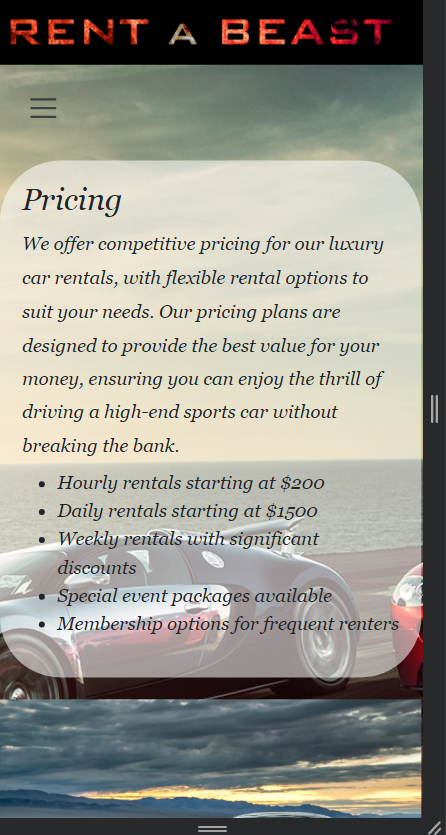 RENT A BEAST
Pricing
We offer competitive pricing for our luxury
car rentals, with flexible rental options to
suit your needs. Our pricing plans are
designed to provide the best value for your
money, ensuring you can enjoy the thrill of
driving a high-end sports car without
breaking the bank.
• Hourly rentals starting at $200
• Daily rentals starting at $1500
• Weekly rentals with significant
discounts
• Special event packages available
• Membership options for frequent renters